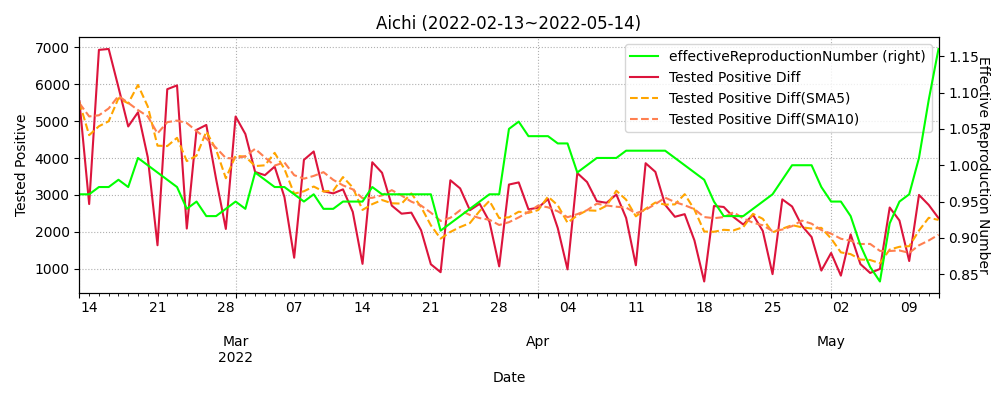 Aichi (2022-02-13~2022-05-14)
effectiveReproductionNumber (right)
Tested Positive Diff
Tested Positive Diff(SMA5)
Tested Positive Diff(SMA10)
Tested Positive
7000
6000
5000
4000
3000
2000
1000
Effective Reproduction Number
1.15
1.10
1.05
1.00
0.95
0.90
0.85
14 21 28 07 14 21 28 04 11 18 25 02 09
Mar Apr May
2022
Date